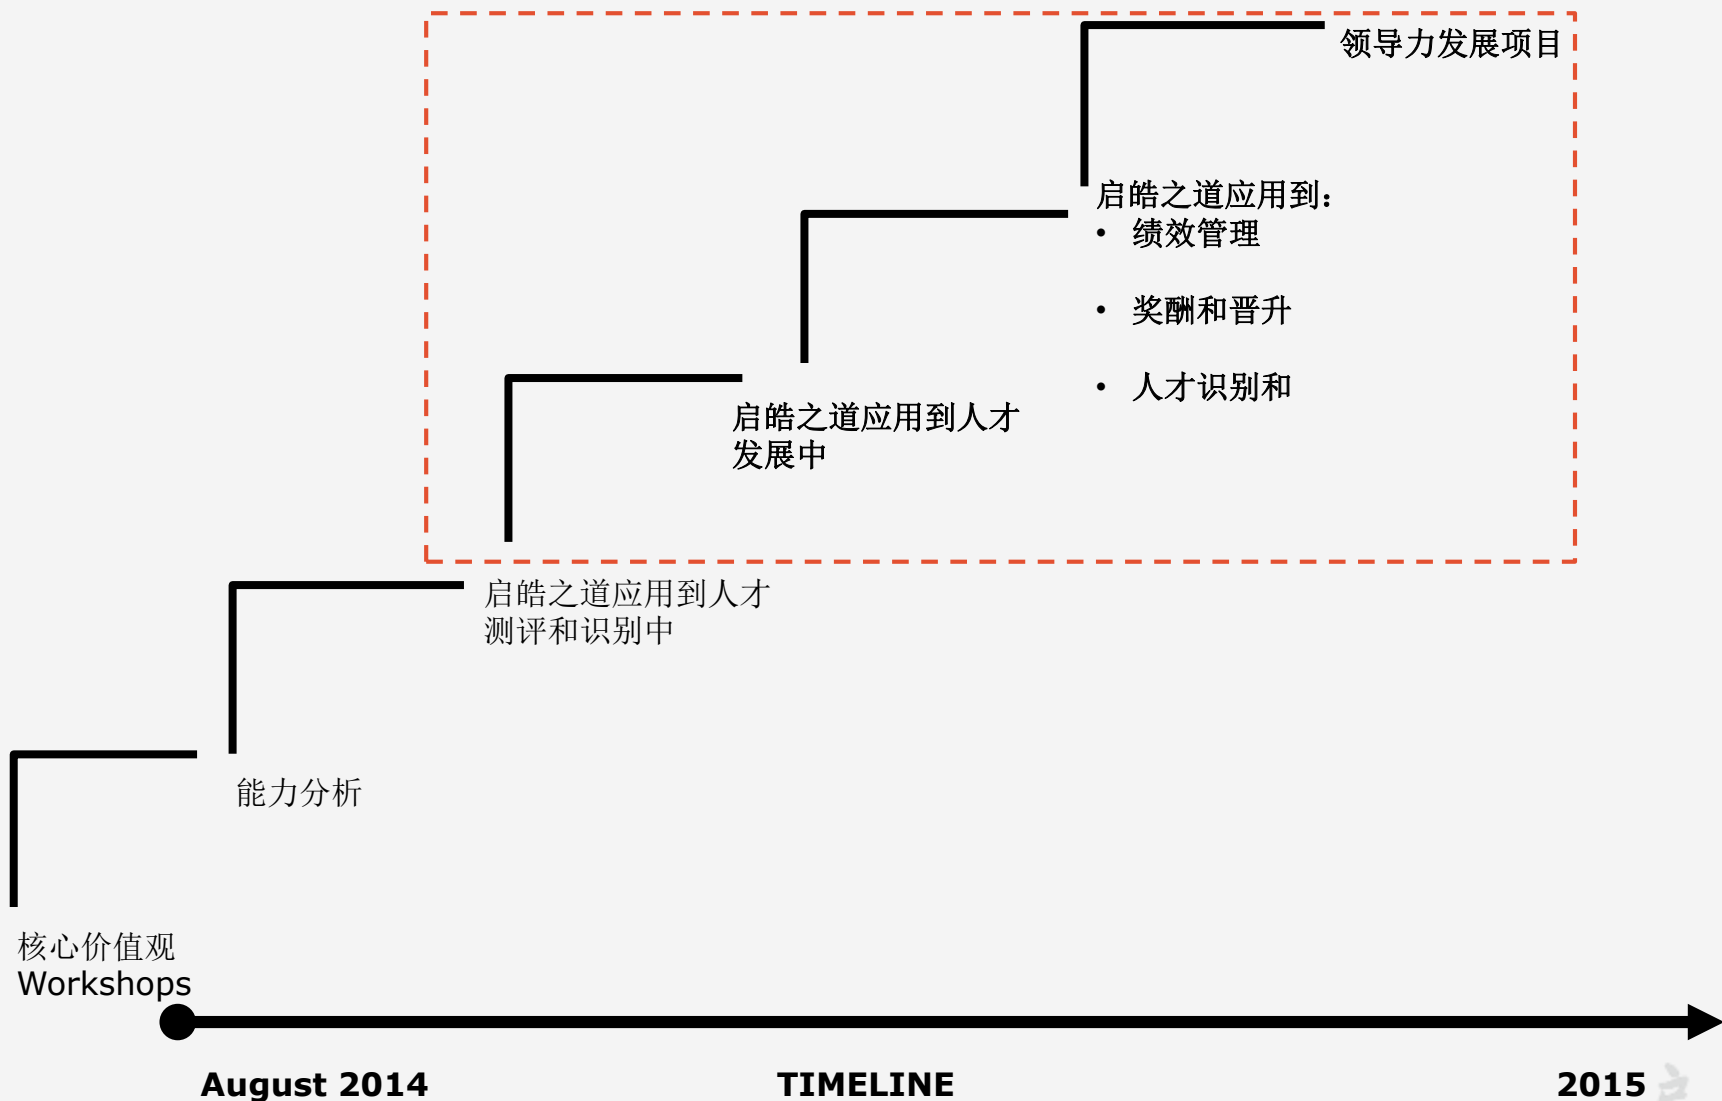 领导力发展项目
启皓之道应用到：
• 绩效管理
• 奖酬和晋升
• 人才识别和
启皓之道应用到人才
发展中
启皓之道应用到人才
测评和识别中
能力分析
核心价值观
Workshops
August 2014
TIMELINE
2015